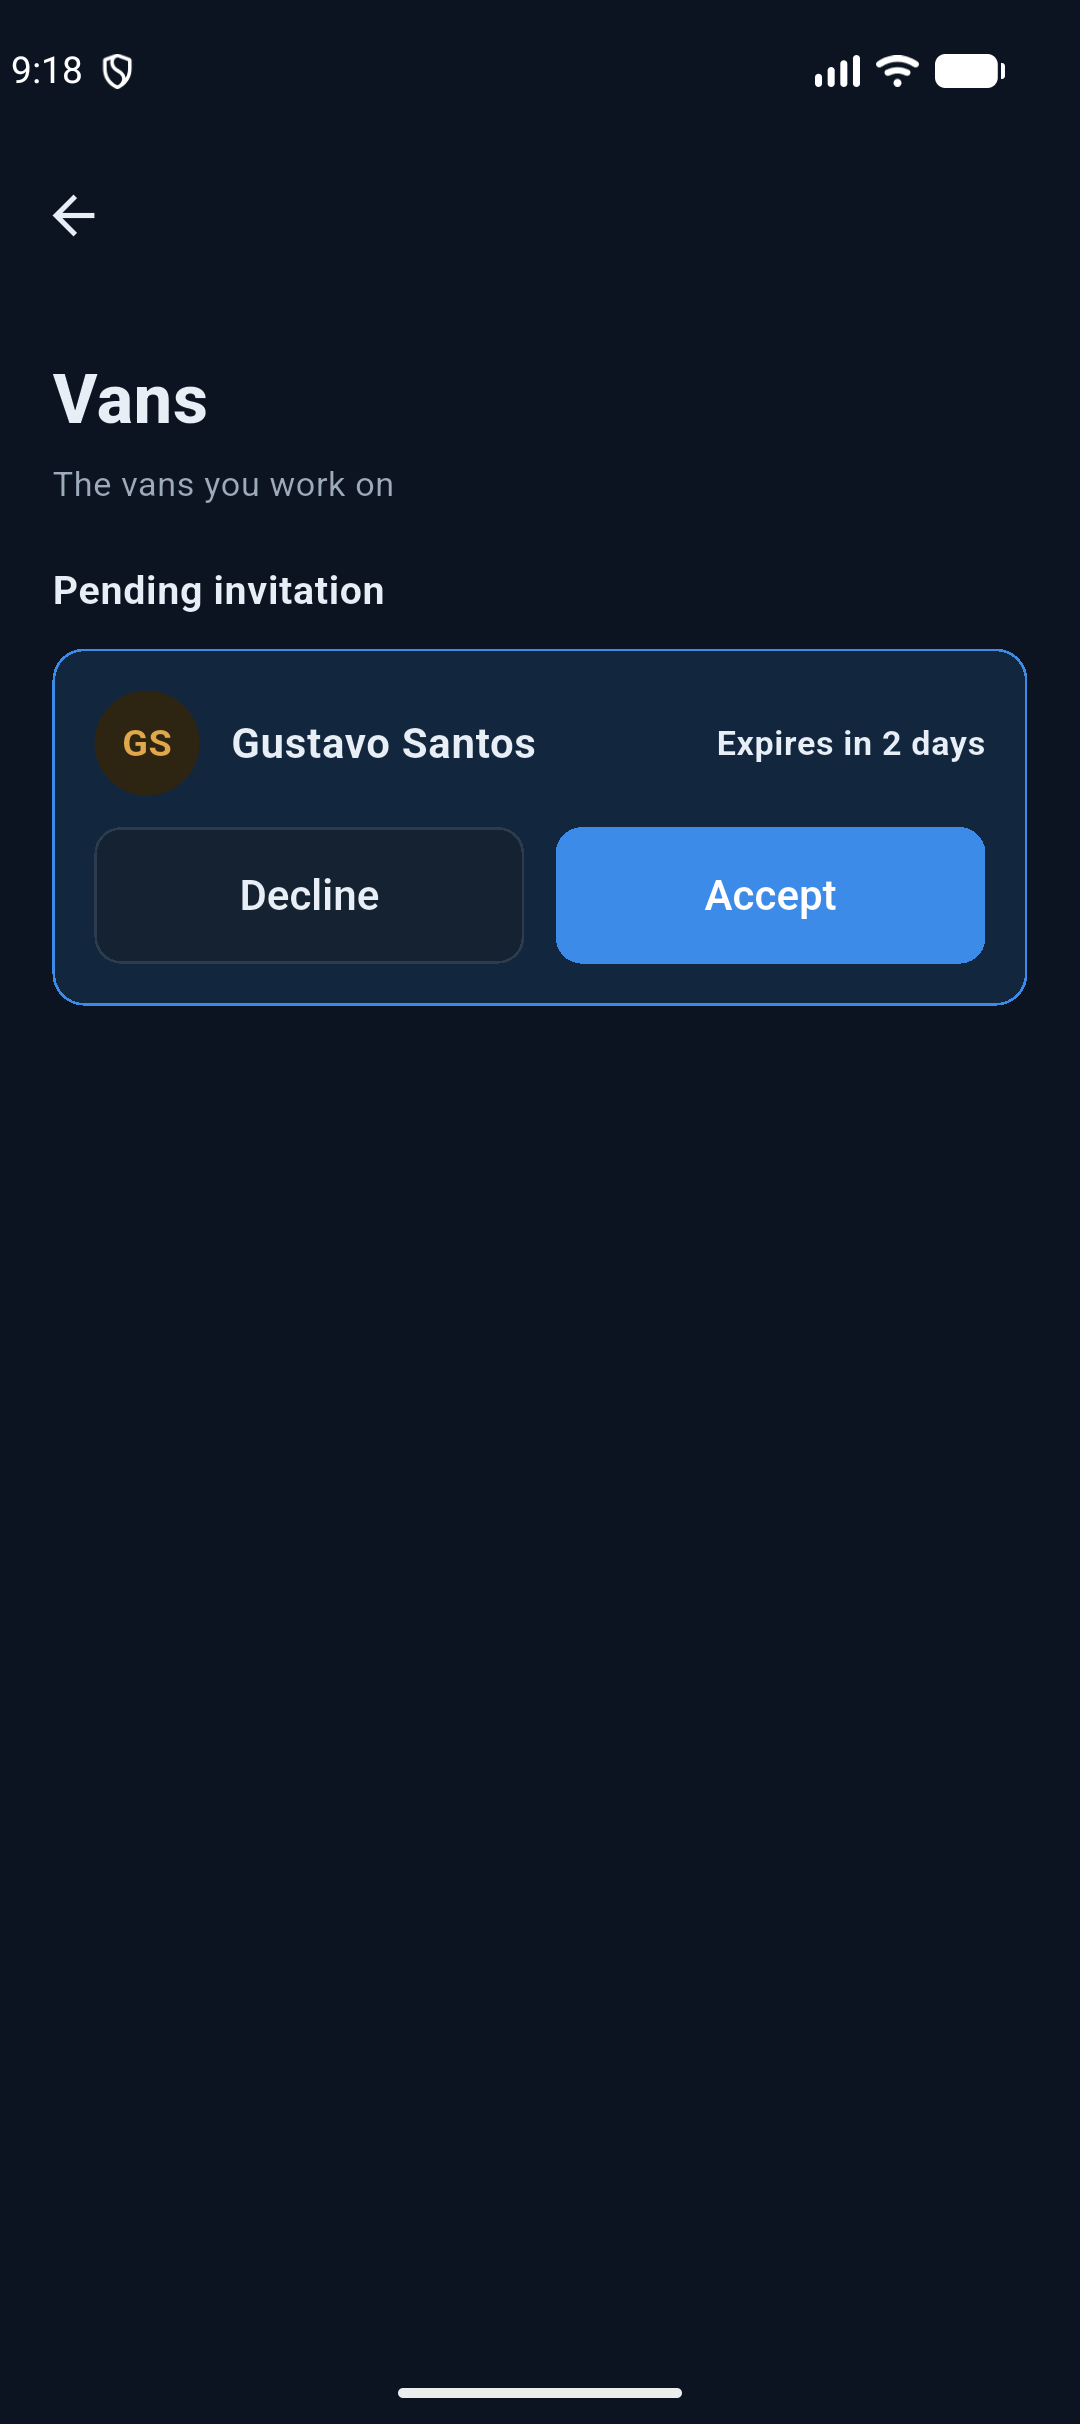 9:18
Vans
The vans you work on
Pending invitation
GS
Gustavo Santos
Expires in 2 days
Decline
Accept